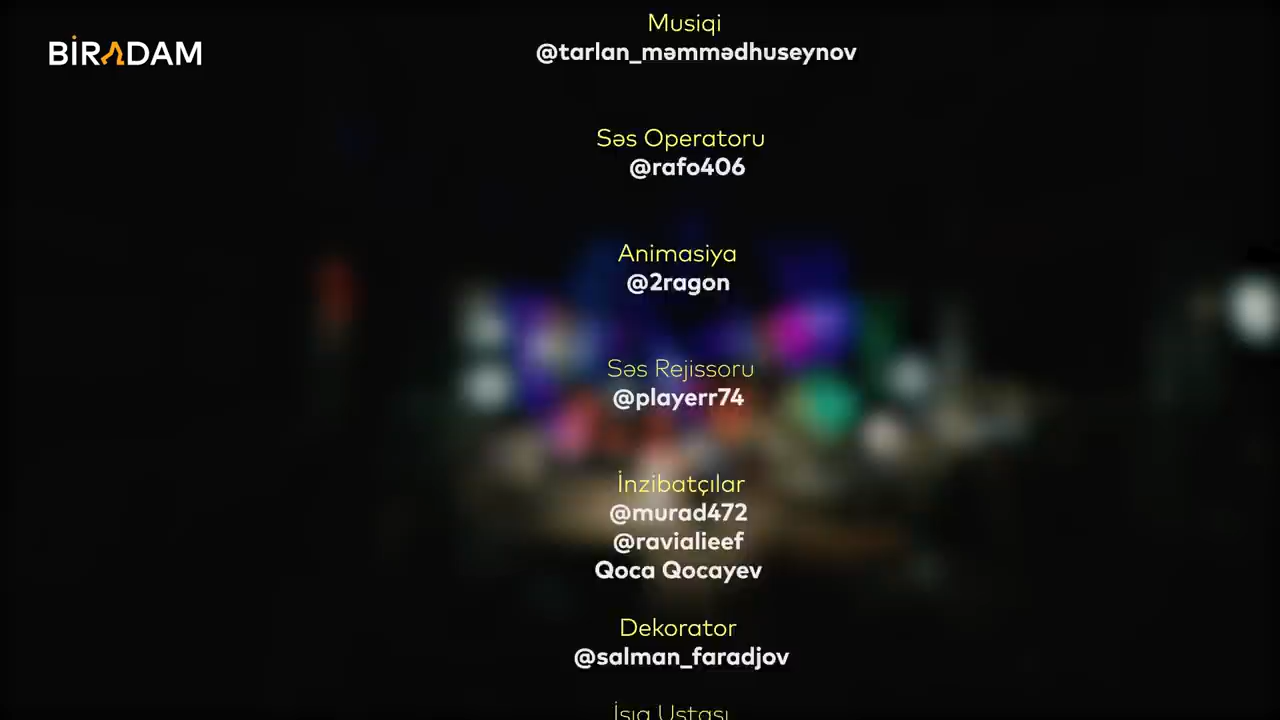 BİRADAM
Musiqi
@tarlan_məmmədhuseynov
Səs Operatoru
@rafo406
Animasiya
@2ragon
Səs Rejissoru
@playerr74
İnzibatçılar
@murad472
@ravialieef
Qoca Qocayev
Dekorator
@salman_faradjov
İşıq Ustası